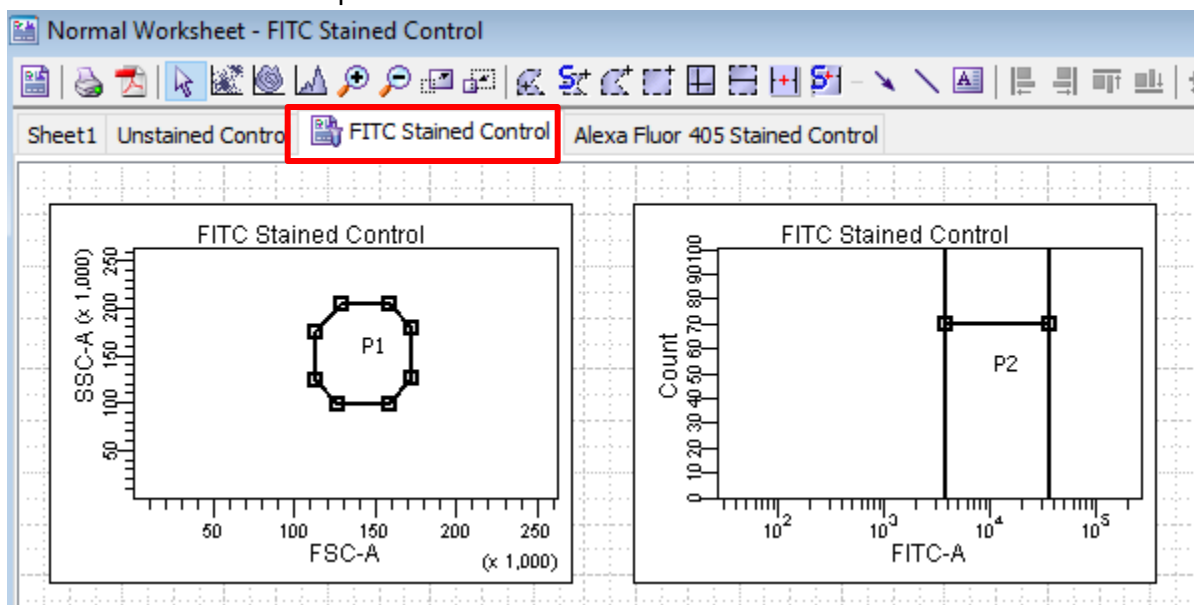 Normal Worksheet - FITC Stained Control
Sheet1 Unstained Contro FITC Stained Control Alexa Fluor 405 Stained Control
FITC Stained Control
SSC-A (x 1,000)
250
200
150
100
50
P1
50 100 150 200 250
FSC-A
(x 1,000)
FITC Stained Control
Count
100
90
80
70
60
50
40
30
20
10
0
P2
10² 10³ 10⁴ 10⁵
FITC-A